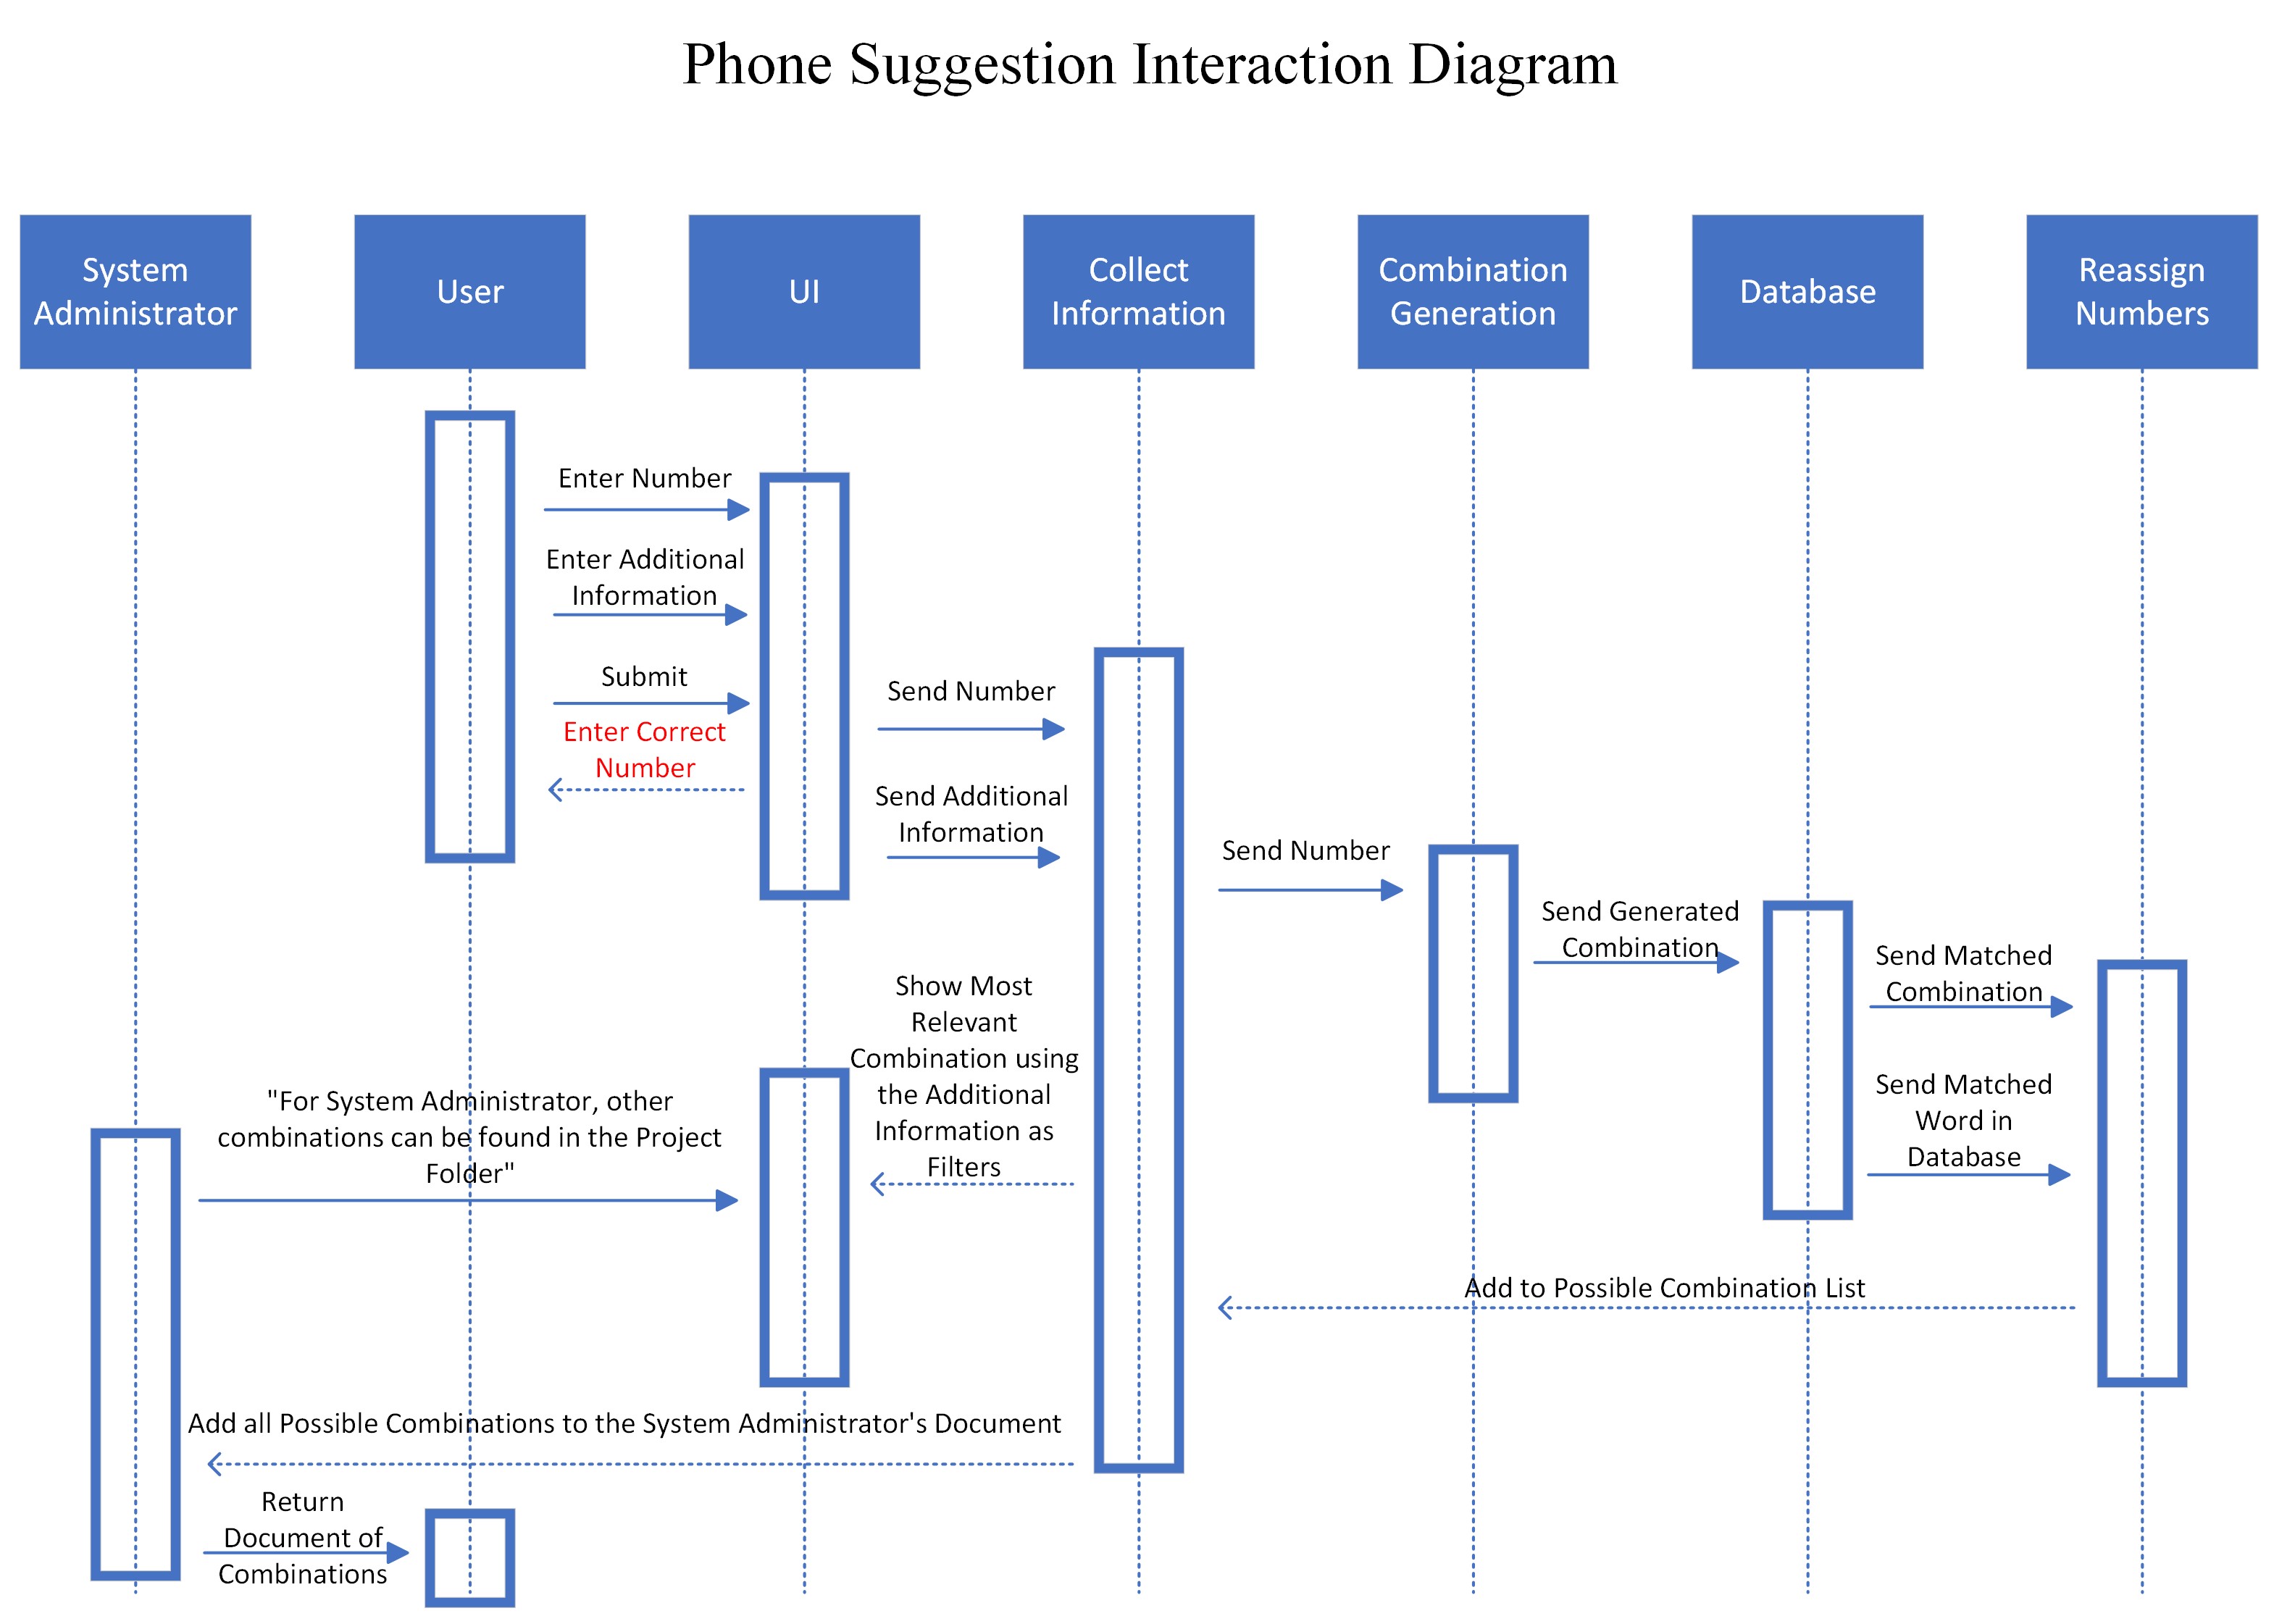 Phone Suggestion Interaction Diagram
System
Administrator
User
UI
Collect
Information
Combination
Generation
Database
Reassign
Numbers
Enter Number
Enter Additional
Information
Submit
Enter Correct
Number
Send Number
Send Additional
Information
Send Number
Send Generated
Combination
Send Matched
Combination
Show Most
Relevant
Combination using
the Additional
Information as
Filters
Send Matched
Word in
Database
"For System Administrator, other
combinations can be found in the Project
Folder"
Add to Possible Combination List
Add all Possible Combinations to the System Administrator's Document
Return
Document of
Combinations